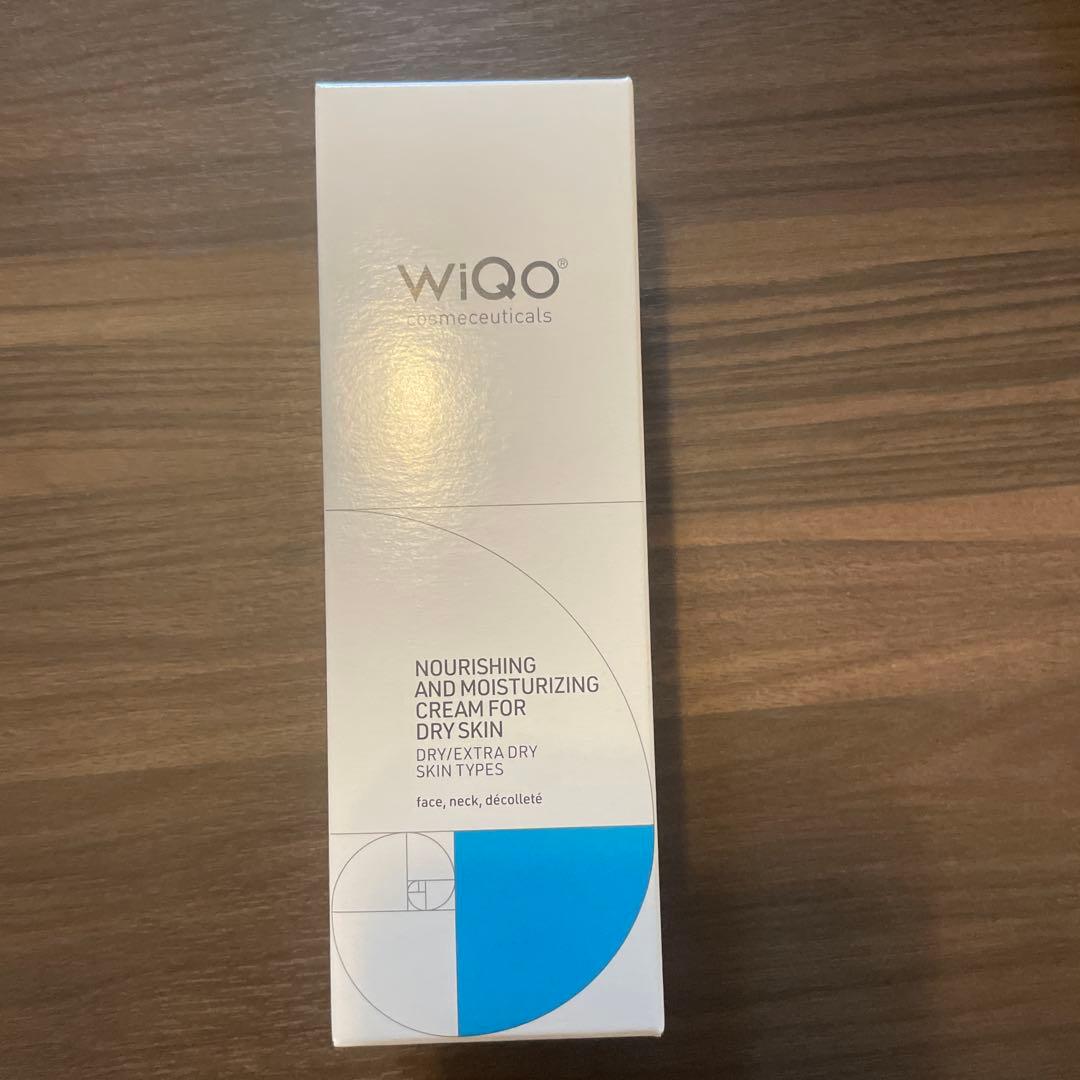 WiQo®
cosmeceuticals
NOURISHING
AND MOISTURIZING
CREAM FOR
DRY SKIN
DRY/EXTRA DRY
SKIN TYPES
face, neck, décolleté